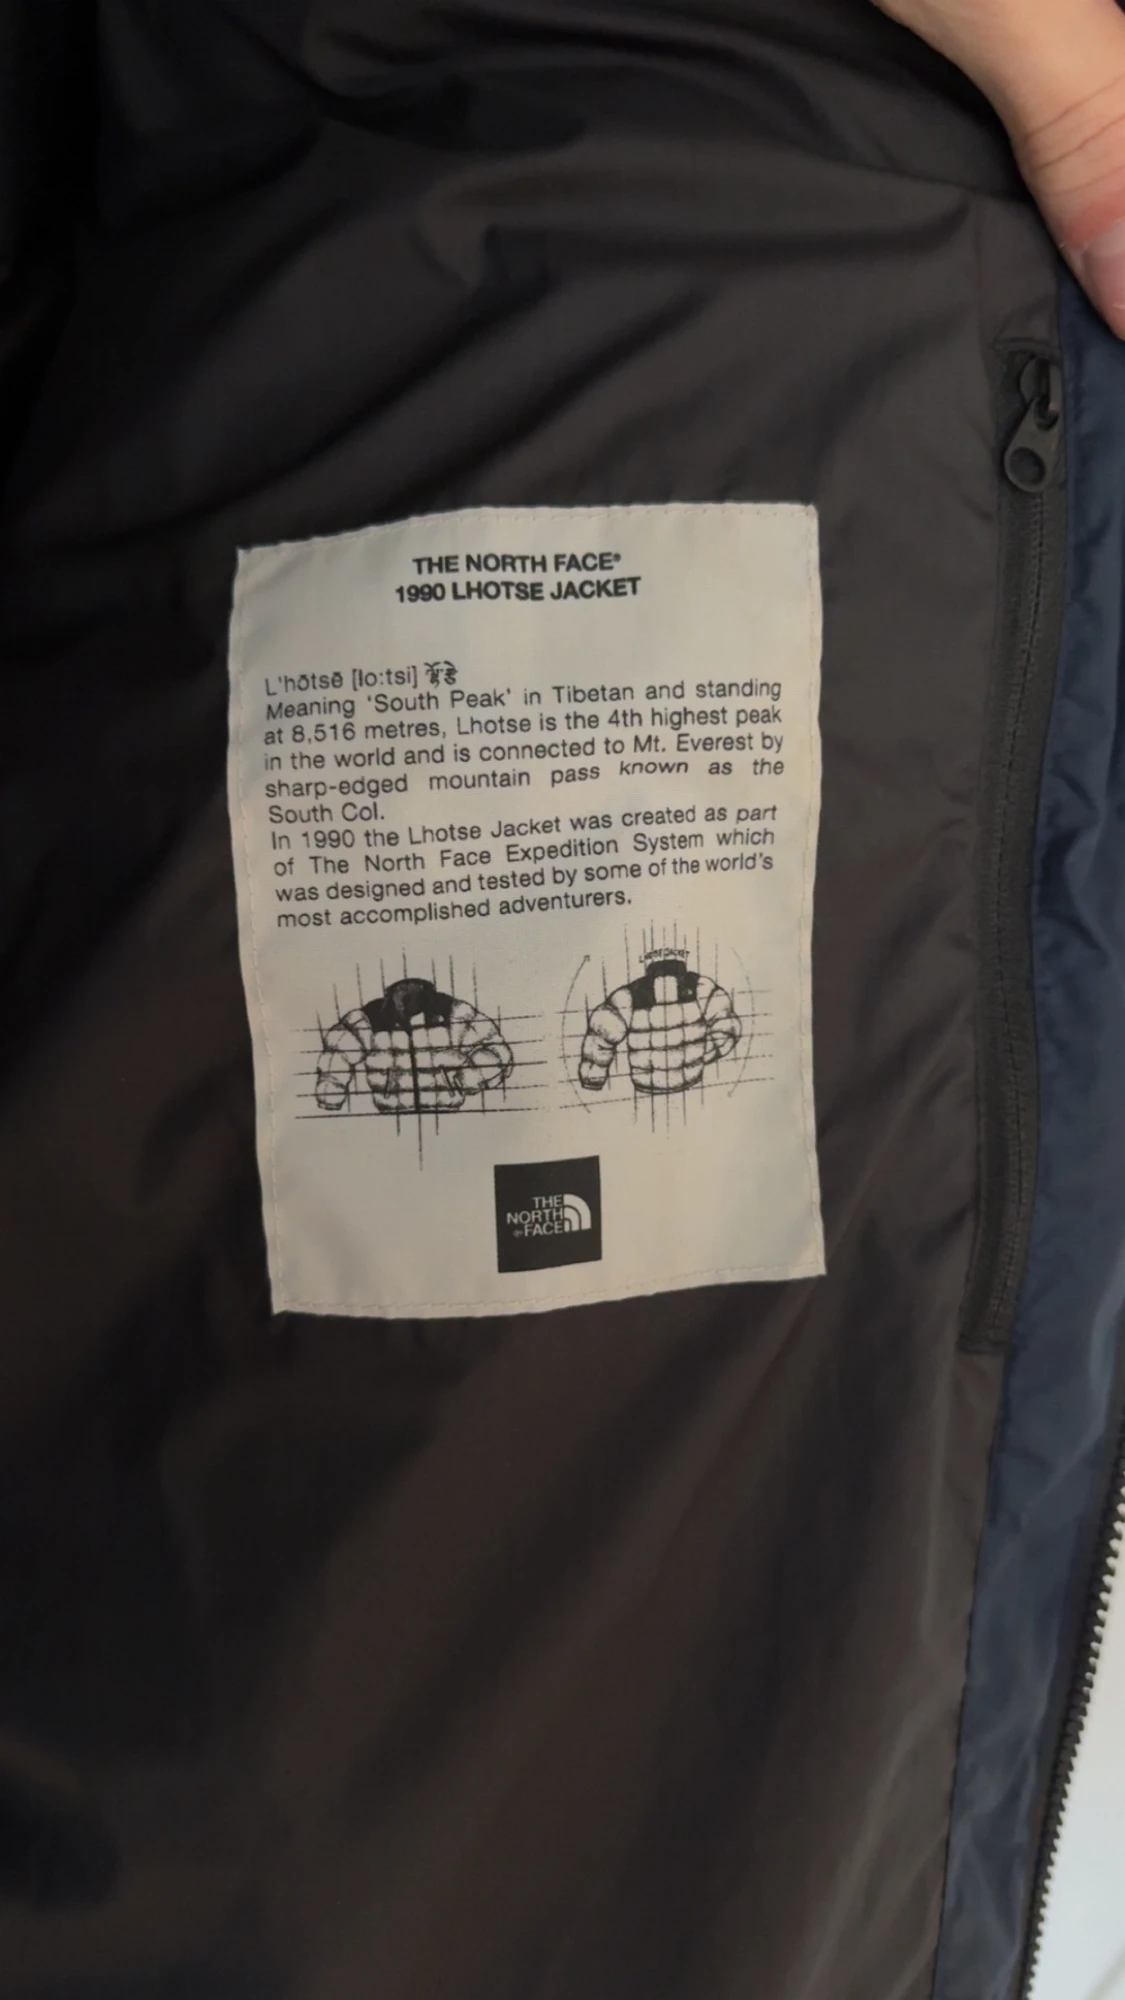 THE NORTH FACE®
1990 LHOTSE JACKET
L'hōtsē [lo:tsi]
Meaning 'South Peak' in Tibetan and standing
at 8,516 metres, Lhotse is the 4th highest peak
in the world and is connected to Mt. Everest by
sharp-edged mountain pass known as the
South Col.
In 1990 the Lhotse Jacket was created as part
of The North Face Expedition System which
was designed and tested by some of the world's
most accomplished adventurers.
LHOTSE JACKET
THE
NORTH
FACE